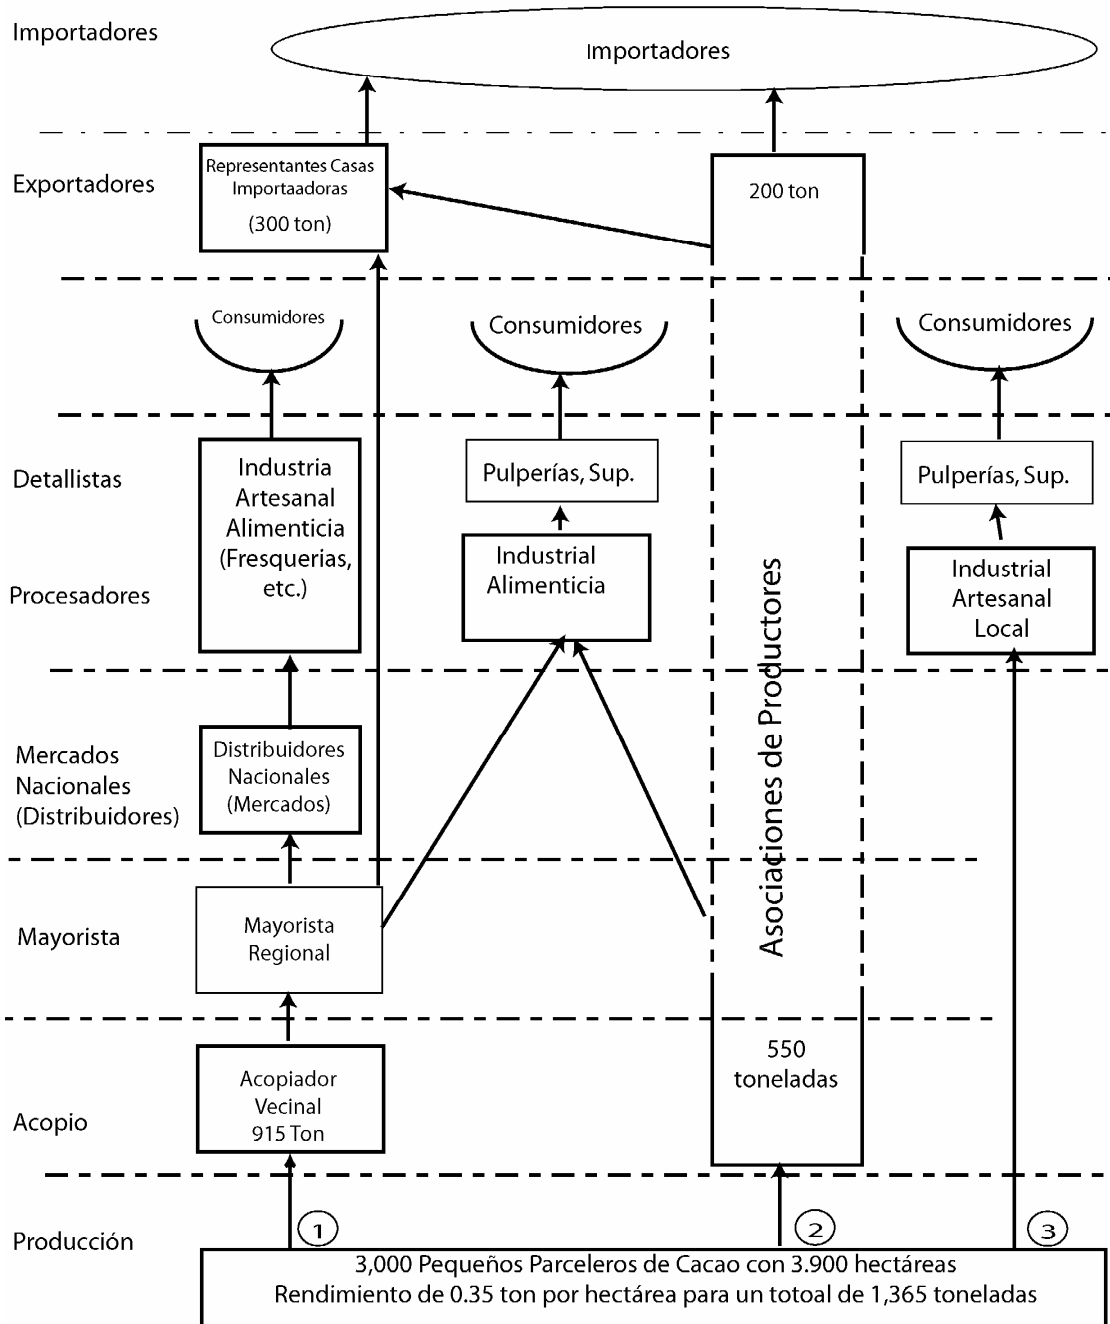 Importadores
Importadores
Exportadores
Representantes Casas
Importaadoras
(300 ton)
200 ton
Consumidores
Consumidores
Consumidores
Detallistas
Industria
Artesanal
Alimenticia
(Fresquerias,
etc.)
Pulperías, Sup.
Pulperías, Sup.
Procesadores
Industrial
Alimenticia
Industrial
Artesanal
Local
Asociaciones de Productores
Mercados
Nacionales
(Distribuidores)
Distribuidores
Nacionales
(Mercados)
Mayorista
Mayorista
Regional
Acopio
Acopiador
Vecinal
915 Ton
550
toneladas
Producción
1
2
3
3,000 Pequeños Parceleros de Cacao con 3.900 hectáreas
Rendimiento de 0.35 ton por hectárea para un totoal de 1,365 toneladas